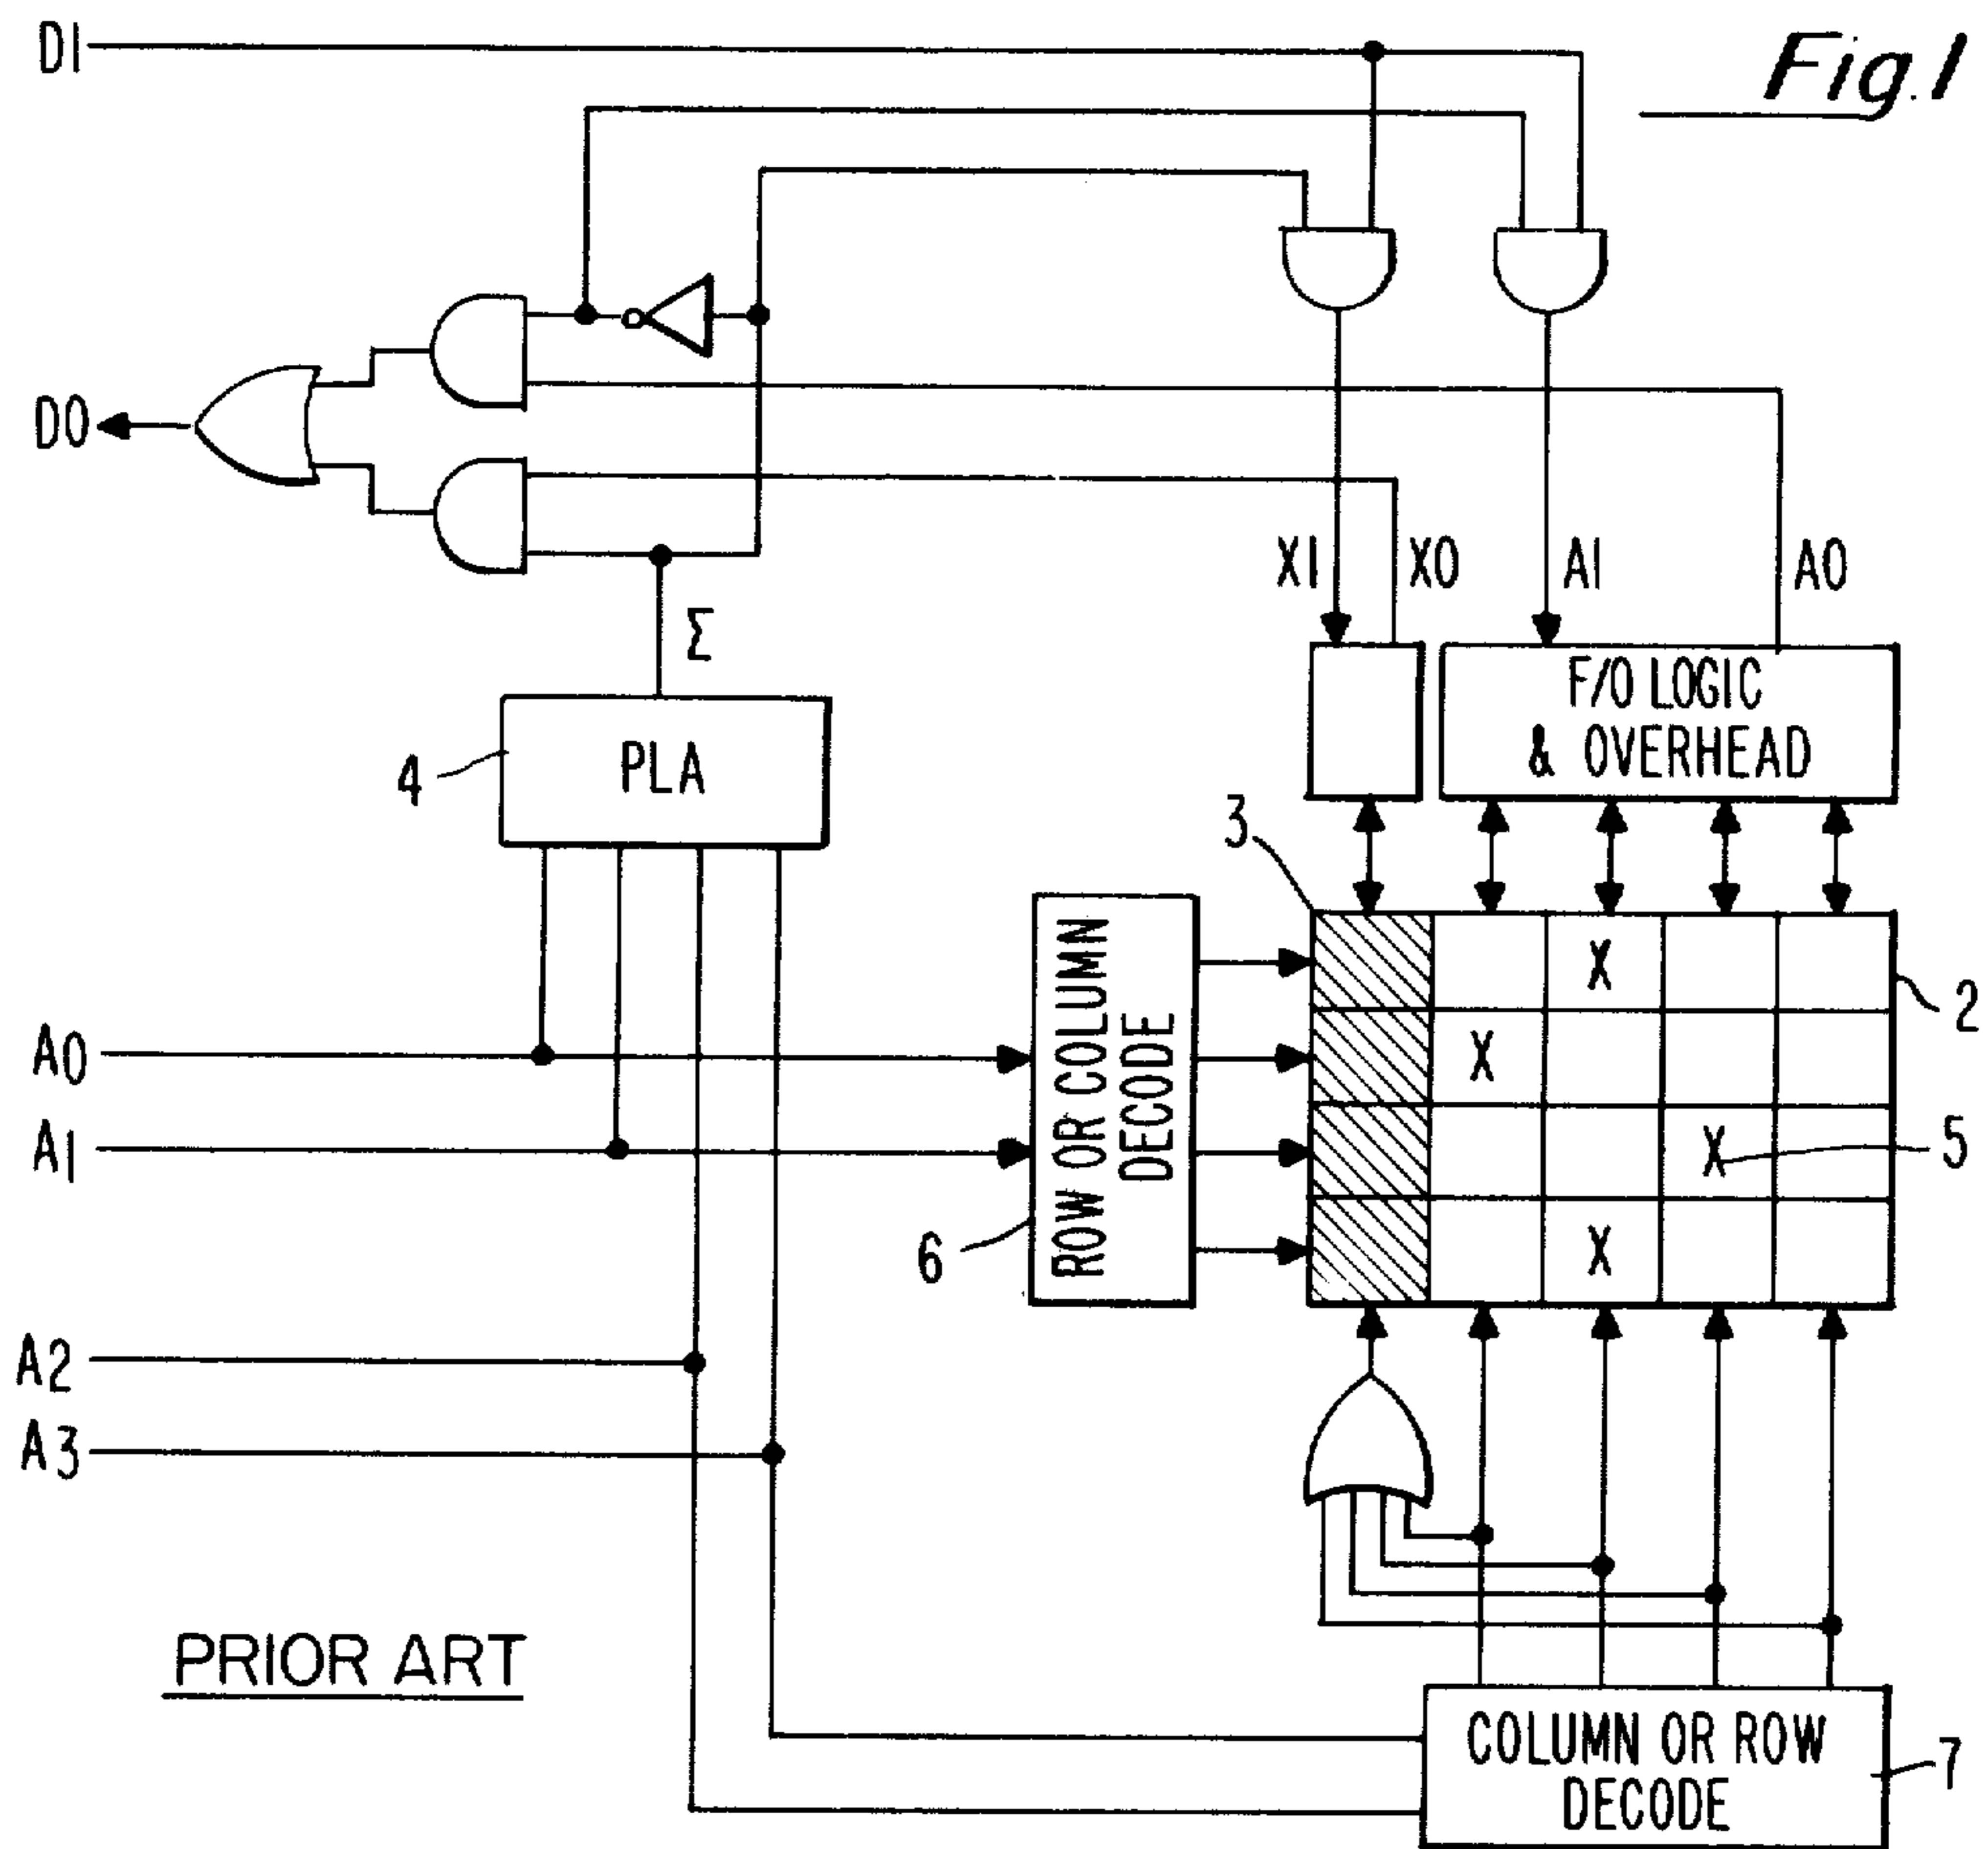 DI
Fig.1
DO
XI
XO
AI
AO
Σ
F/O LOGIC
& OVERHEAD
4
PLA
3
ROW OR COLUMN
DECODE
X
2
A0
X
A1
X
5
6
X
A2
A3
PRIOR ART
COLUMN OR ROW
DECODE
7